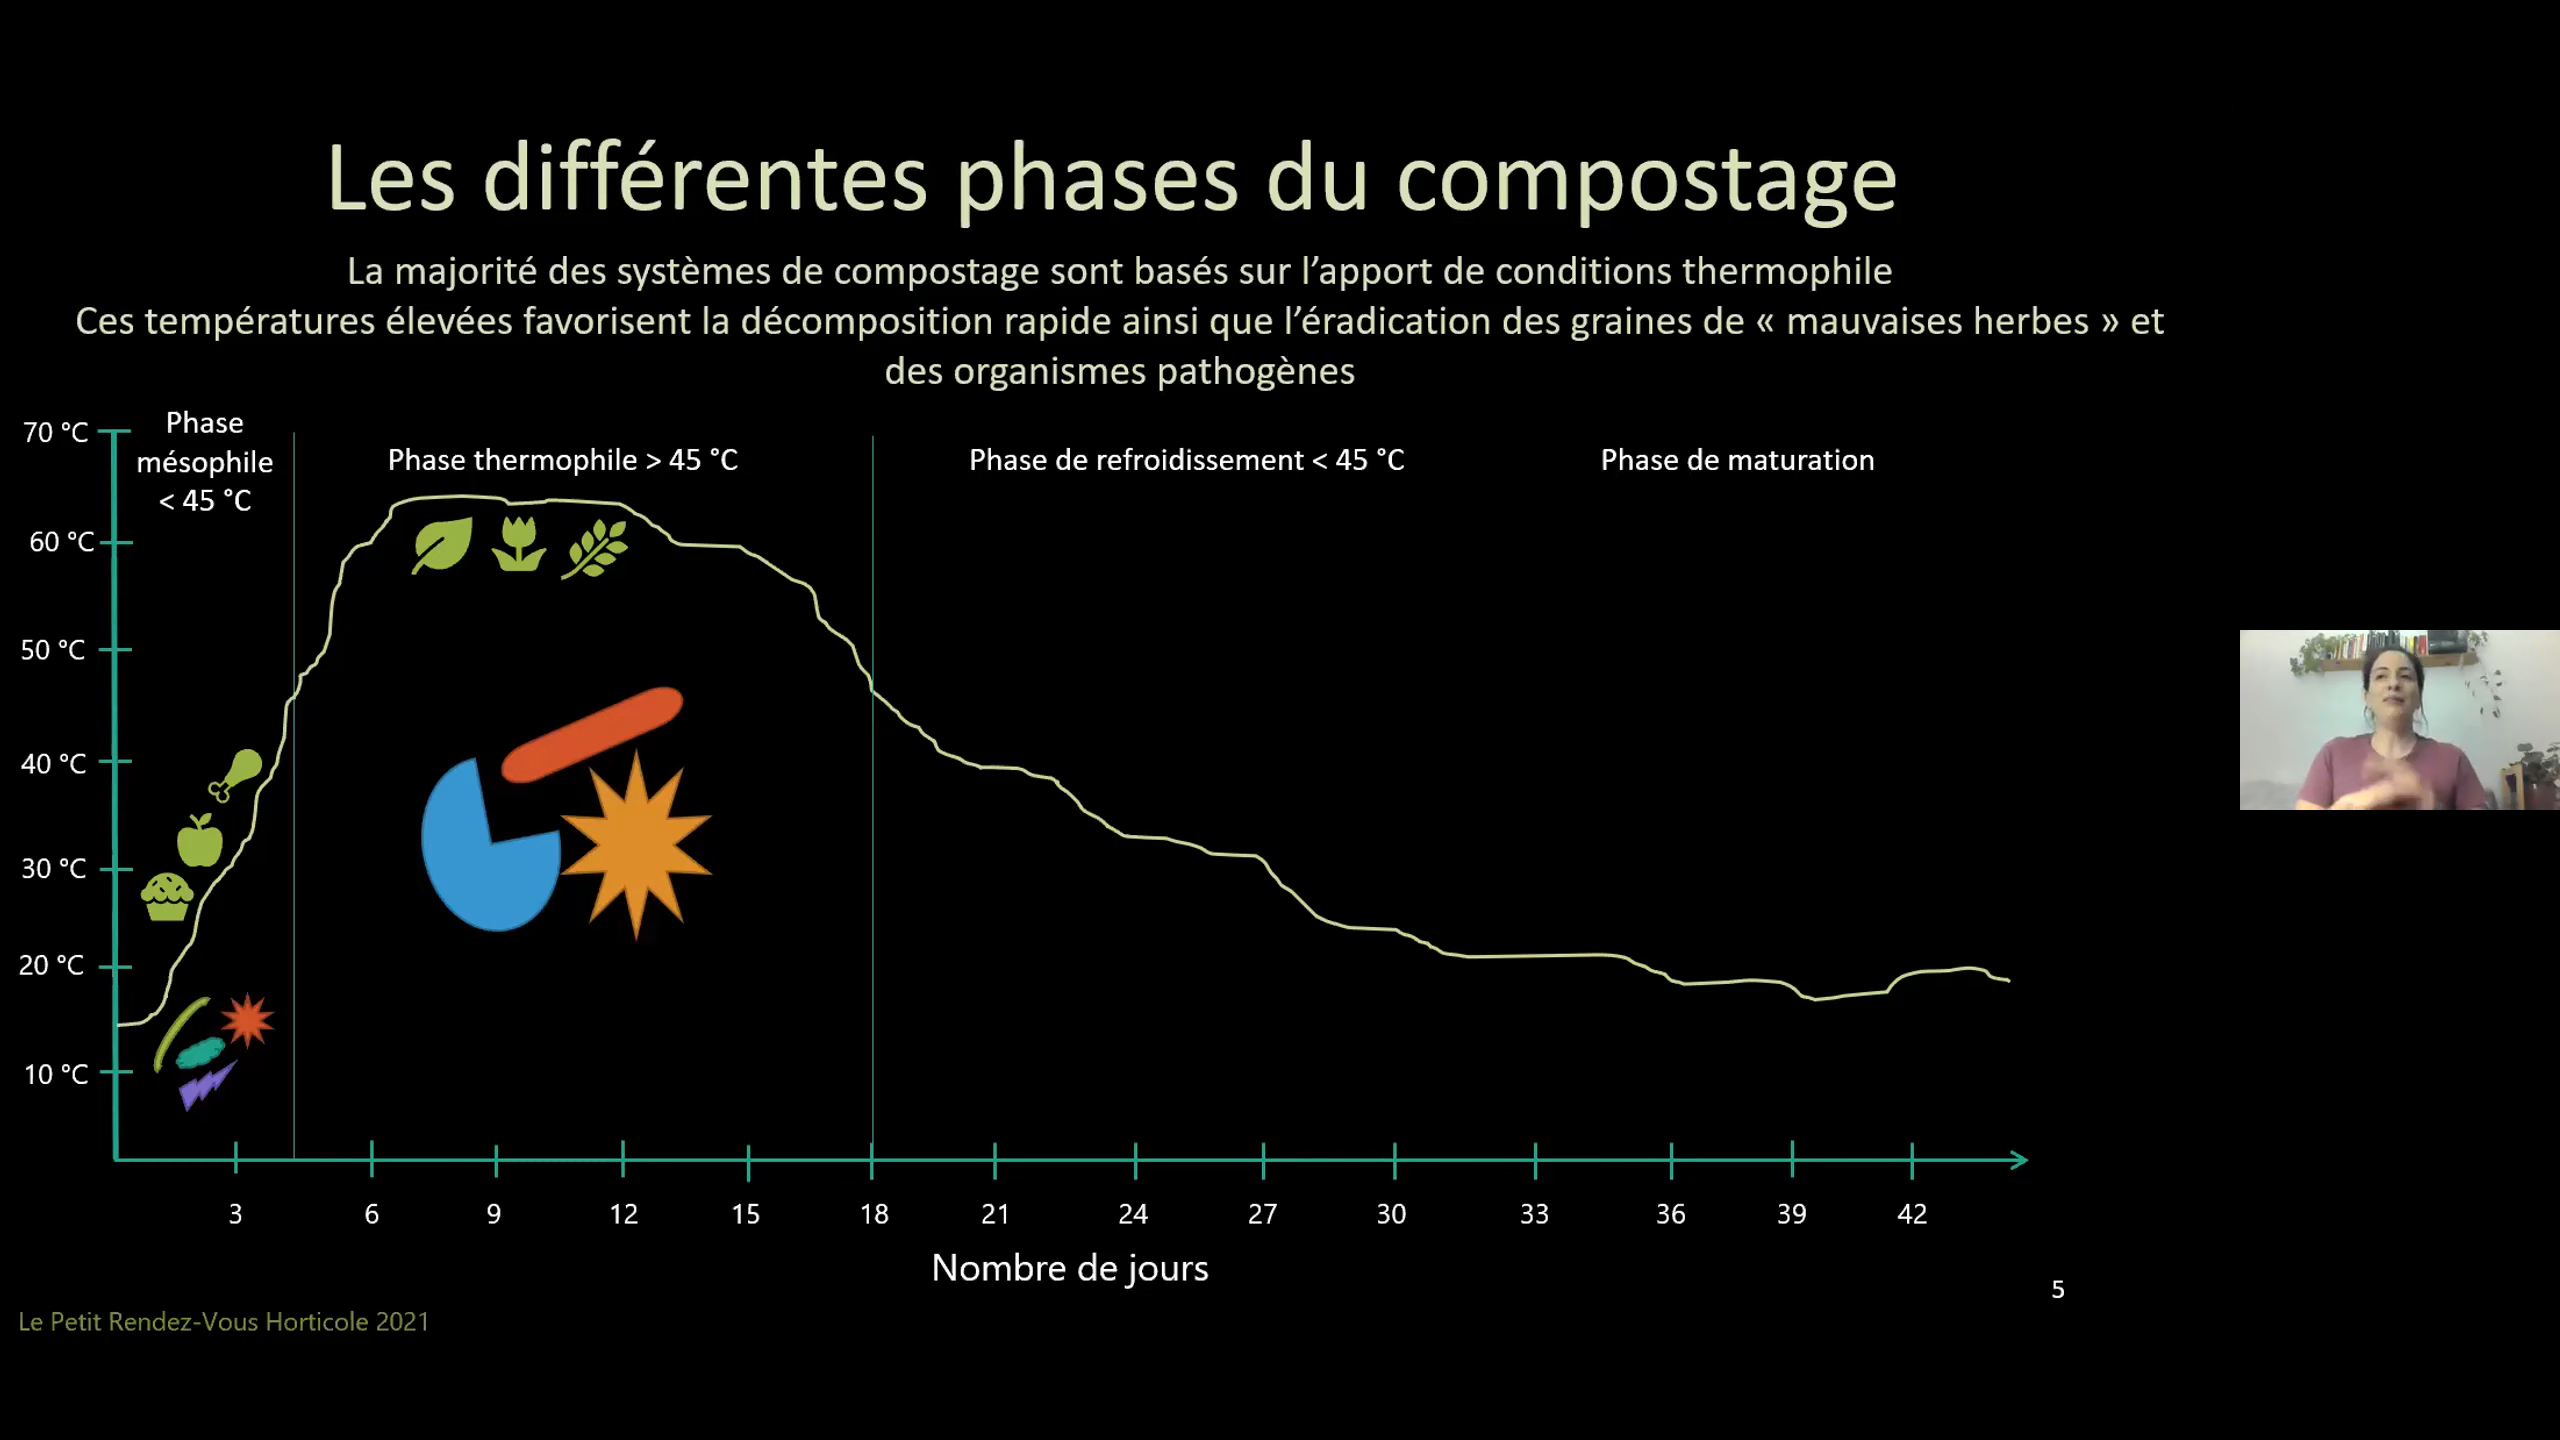 Les différentes phases du compostage
La majorité des systèmes de compostage sont basés sur l’apport de conditions thermophile
Ces températures élevées favorisent la décomposition rapide ainsi que l’éradication des graines de « mauvaises herbes » et
des organismes pathogènes
Phase
mésophile
< 45 °C
Phase thermophile > 45 °C
Phase de refroidissement < 45 °C
Phase de maturation
70 °C
60 °C
50 °C
40 °C
30 °C
20 °C
10 °C
3 6 9 12 15 18 21 24 27 30 33 36 39 42
Nombre de jours
5
Le Petit Rendez-Vous Horticole 2021